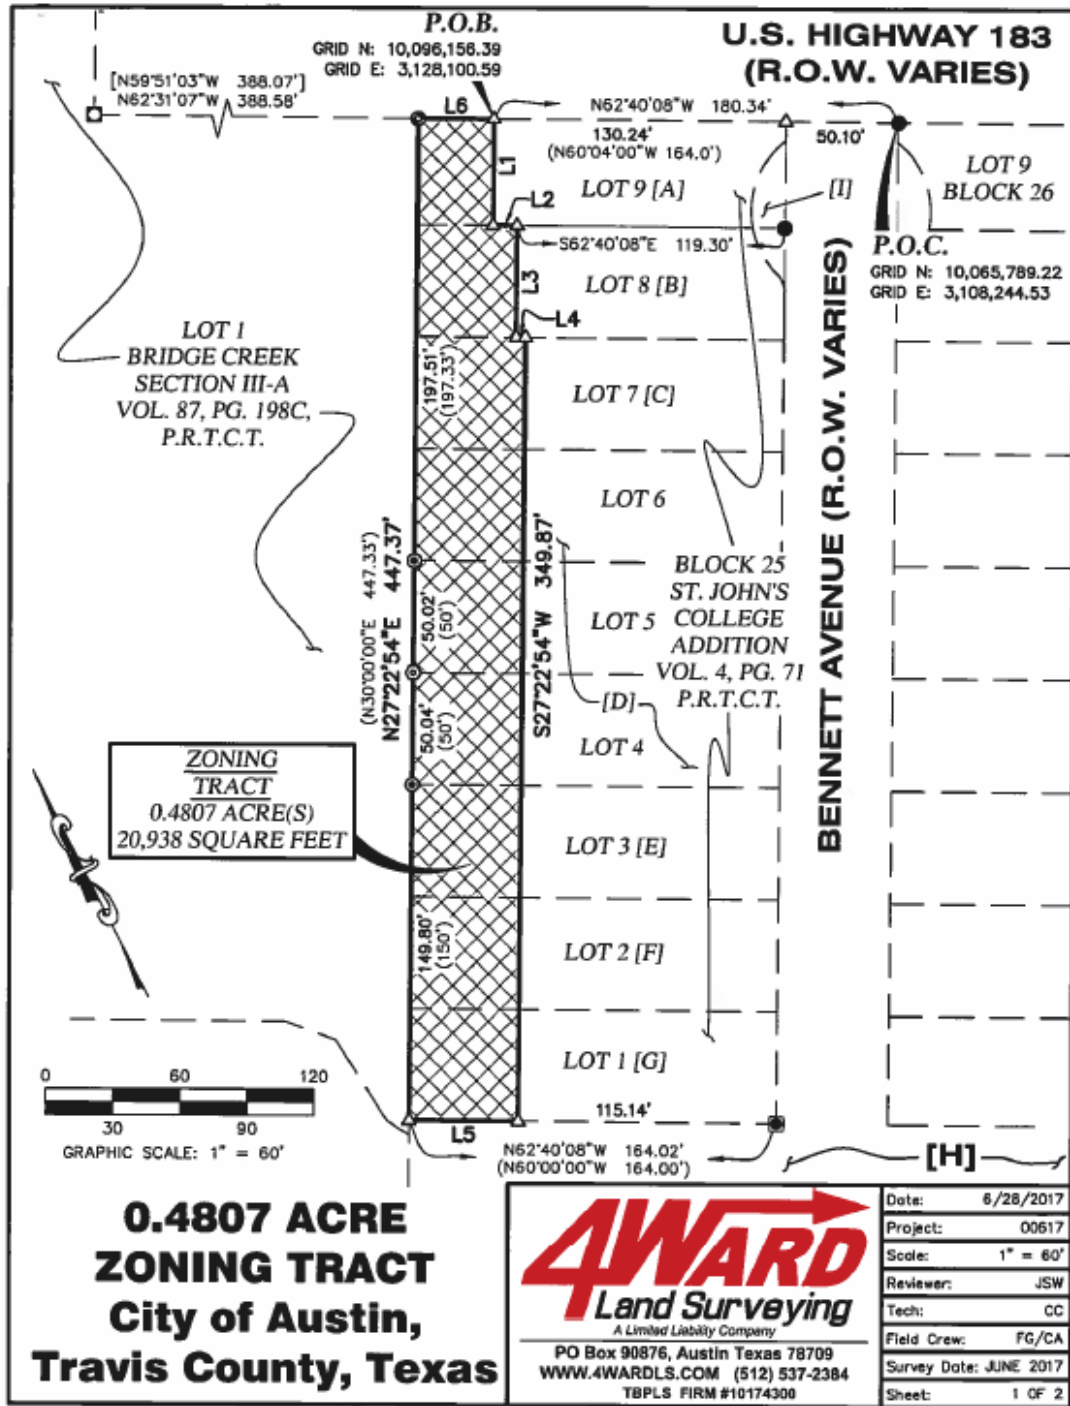 P.O.B.
GRID N: 10,096,156.39
GRID E: 3,128,100.59
U.S. HIGHWAY 183
(R.O.W. VARIES)
[N59°51'03"W 388.07']
N62°31'07"W 388.58'
L6
N62°40'08"W 180.34'
130.24'
(N60°04'00"W 164.0')
50.10'
L1
LOT 9 [A]
[I]
LOT 9
BLOCK 26
L2
S62°40'08"E 119.30'
P.O.C.
GRID N: 10,065,789.22
GRID E: 3,108,244.53
L3
LOT 8 [B]
L4
LOT 1
BRIDGE CREEK
SECTION III-A
VOL. 87, PG. 198C,
P.R.T.C.T.
197.51'
(197.33')
LOT 7 [C]
LOT 6
BENNETT AVENUE (R.O.W. VARIES)
(N30°00'00"E 447.33')
N27°22'54"E 447.37'
50.02'
(50')
S27°22'54"W 349.87'
LOT 5
BLOCK 25
ST. JOHN'S
COLLEGE
ADDITION
VOL. 4, PG. 71
P.R.T.C.T.
[D]
50.04'
(50')
LOT 4
ZONING
TRACT
0.4807 ACRE(S)
20,938 SQUARE FEET
LOT 3 [E]
149.80'
(150')
LOT 2 [F]
LOT 1 [G]
0 60 120
30 90
GRAPHIC SCALE: 1" = 60'
L5
115.14'
N62°40'08"W 164.02'
(N60°00'00"W 164.00')
[H]
0.4807 ACRE
ZONING TRACT
City of Austin,
Travis County, Texas
4WARD
Land Surveying
A Limited Liability Company
PO Box 90876, Austin Texas 78709
WWW.4WARDLS.COM (512) 537-2384
TBPLS FIRM #10174300
Date: 6/28/2017
Project: 00617
Scale: 1" = 60'
Reviewer: JSW
Tech: CC
Field Crew: FG/CA
Survey Date: JUNE 2017
Sheet: 1 OF 2